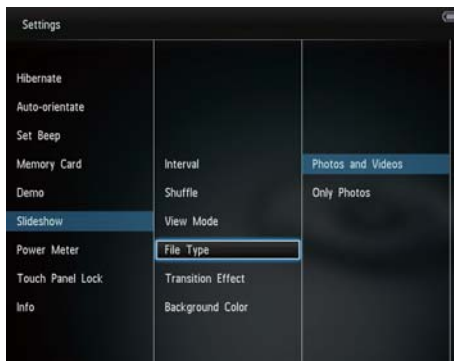 Settings
Hibernate
Auto-orientate
Set Beep
Memory Card
Demo
Slideshow
Power Meter
Touch Panel Lock
Info
Interval
Shuffle
View Mode
File Type
Transition Effect
Background Color
Photos and Videos
Only Photos